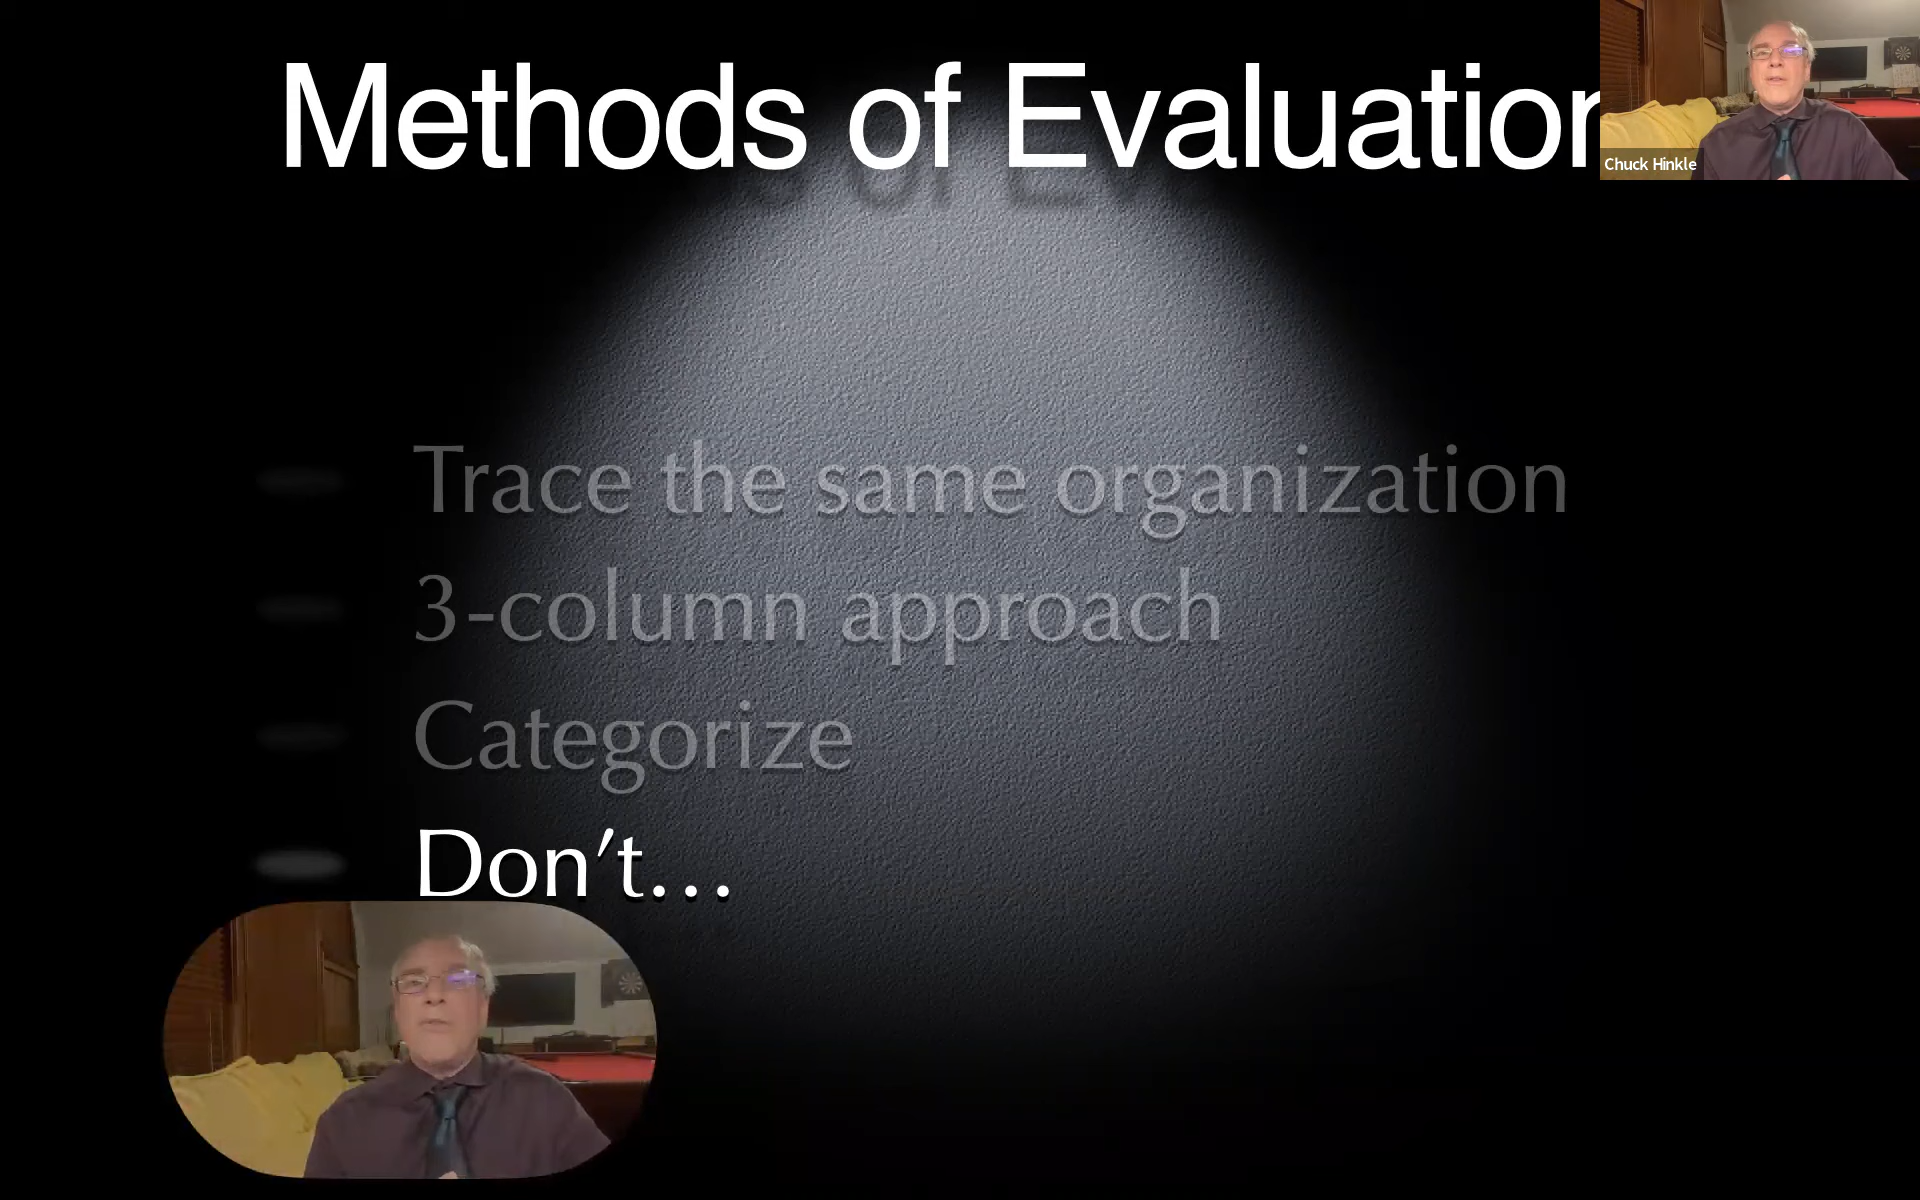 Methods of Evaluation
Chuck Hinkle
Trace the same organization
3-column approach
Categorize
Don't…